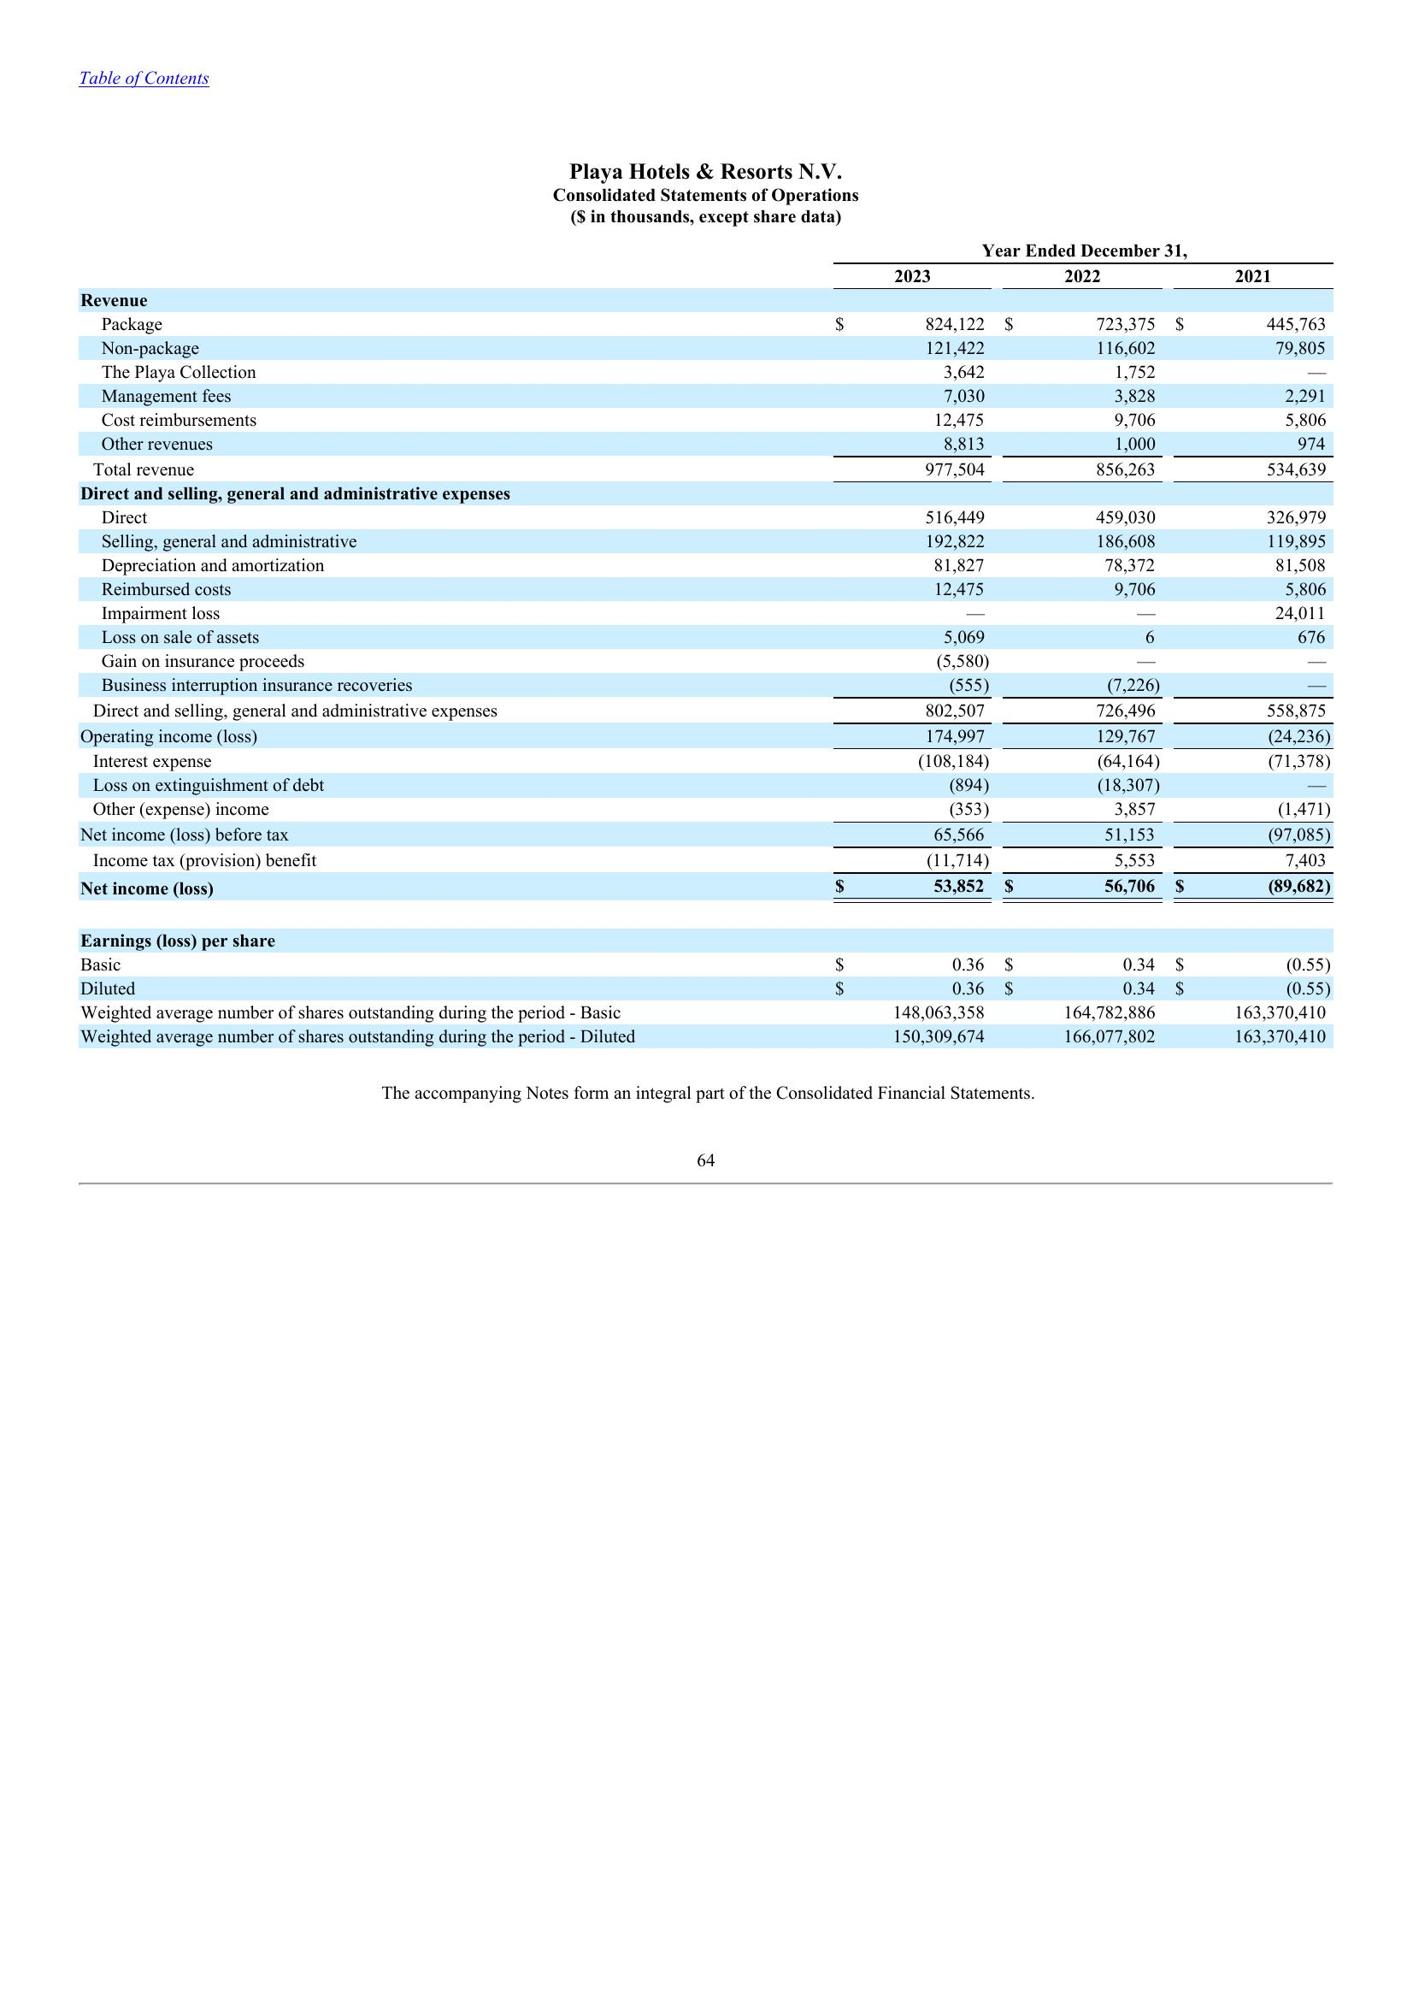 Table of Contents
Playa Hotels & Resorts N.V.
Consolidated Statements of Operations
($ in thousands, except share data)
Year Ended December 31,
2023 2022 2021
Revenue
Package $ 824,122 $ 723,375 $ 445,763
Non-package 121,422 116,602 79,805
The Playa Collection 3,642 1,752 —
Management fees 7,030 3,828 2,291
Cost reimbursements 12,475 9,706 5,806
Other revenues 8,813 1,000 974
Total revenue 977,504 856,263 534,639
Direct and selling, general and administrative expenses
Direct 516,449 459,030 326,979
Selling, general and administrative 192,822 186,608 119,895
Depreciation and amortization 81,827 78,372 81,508
Reimbursed costs 12,475 9,706 5,806
Impairment loss — — 24,011
Loss on sale of assets 5,069 6 676
Gain on insurance proceeds (5,580) — —
Business interruption insurance recoveries (555) (7,226) —
Direct and selling, general and administrative expenses 802,507 726,496 558,875
Operating income (loss) 174,997 129,767 (24,236)
Interest expense (108,184) (64,164) (71,378)
Loss on extinguishment of debt (894) (18,307) —
Other (expense) income (353) 3,857 (1,471)
Net income (loss) before tax 65,566 51,153 (97,085)
Income tax (provision) benefit (11,714) 5,553 7,403
Net income (loss) $ 53,852 $ 56,706 $ (89,682)
Earnings (loss) per share
Basic $ 0.36 $ 0.34 $ (0.55)
Diluted $ 0.36 $ 0.34 $ (0.55)
Weighted average number of shares outstanding during the period - Basic 148,063,358 164,782,886 163,370,410
Weighted average number of shares outstanding during the period - Diluted 150,309,674 166,077,802 163,370,410
The accompanying Notes form an integral part of the Consolidated Financial Statements.
64